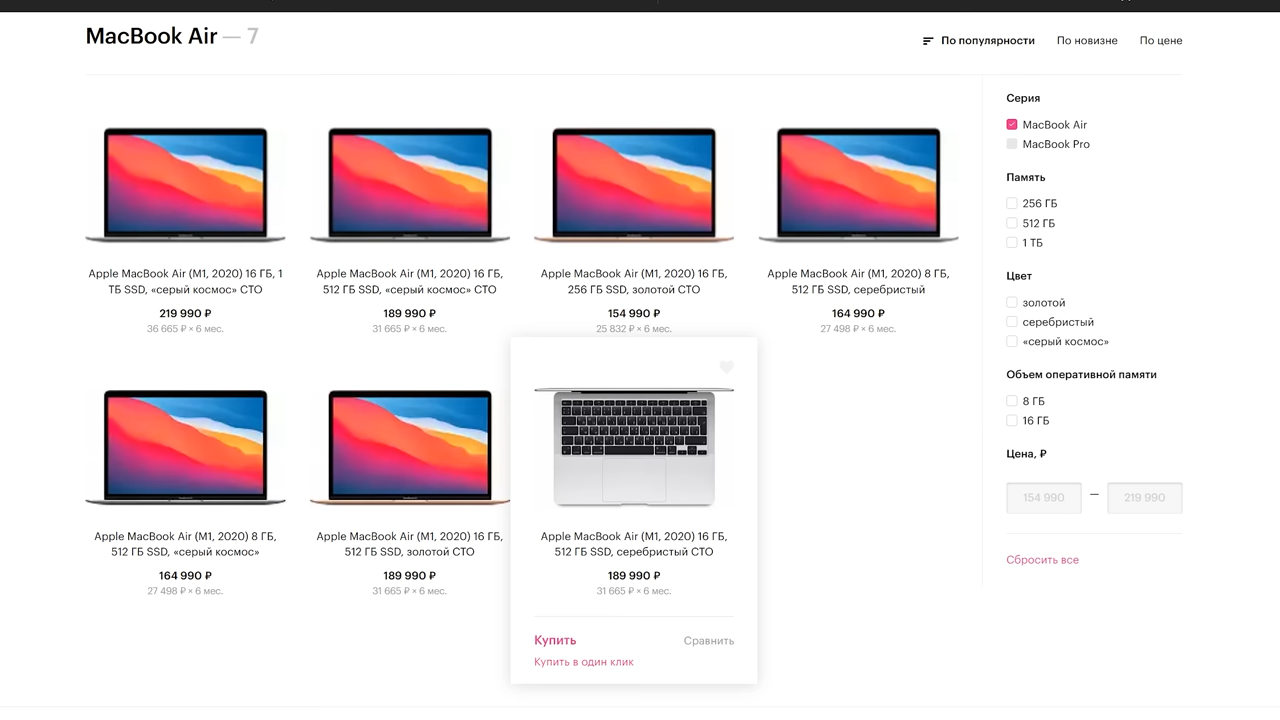 MacBook Air — 7
По популярности
По новизне
По цене
Apple MacBook Air (M1, 2020) 16 ГБ, 1
ТБ SSD, «серый космос» СТО
219 990 ₽
36 665 ₽ × 6 мес.
Apple MacBook Air (M1, 2020) 16 ГБ,
512 ГБ SSD, «серый космос» СТО
189 990 ₽
31 665 ₽ × 6 мес.
Apple MacBook Air (M1, 2020) 16 ГБ,
256 ГБ SSD, золотой СТО
154 990 ₽
25 832 ₽ × 6 мес.
Apple MacBook Air (M1, 2020) 8 ГБ,
512 ГБ SSD, серебристый
164 990 ₽
27 498 ₽ × 6 мес.
Apple MacBook Air (M1, 2020) 8 ГБ,
512 ГБ SSD, «серый космос»
164 990 ₽
27 498 ₽ × 6 мес.
Apple MacBook Air (M1, 2020) 16 ГБ,
512 ГБ SSD, золотой СТО
189 990 ₽
31 665 ₽ × 6 мес.
Apple MacBook Air (M1, 2020) 16 ГБ,
512 ГБ SSD, серебристый СТО
189 990 ₽
31 665 ₽ × 6 мес.
Купить
Сравнить
Купить в один клик
Серия
MacBook Air
MacBook Pro
Память
256 ГБ
512 ГБ
1 ТБ
Цвет
золотой
серебристый
«серый космос»
Объем оперативной памяти
8 ГБ
16 ГБ
Цена, ₽
154 990 — 219 990
Сбросить все